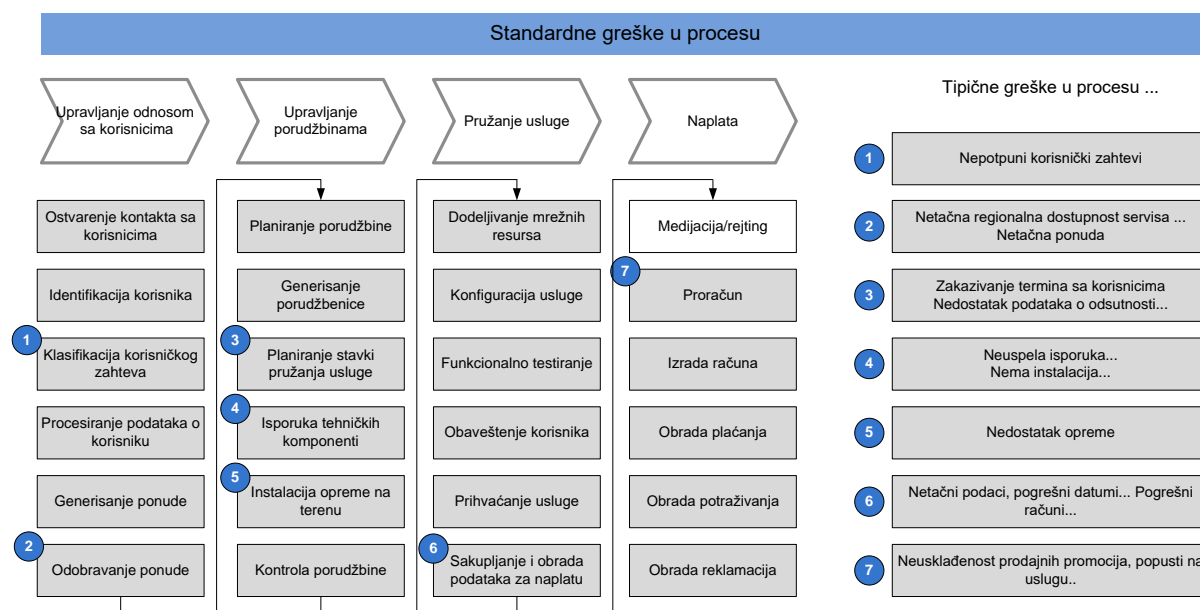 Standardne greške u procesu
Upravljanje odnosom
sa korisnicima
Upravljanje
porudžbinama
Pružanje usluge
Naplata
Tipične greške u procesu ...
Ostvarenje kontakta sa
korisnicima
Identifikacija korisnika
1
Klasifikacija korisničkog
zahteva
Procesiranje podataka o
korisniku
Generisanje ponude
2
Odobravanje ponude
Planiranje porudžbine
Generisanje
porudžbenice
3
Planiranje stavki
pružanja usluge
4
Isporuka tehničkih
komponenti
5
Instalacija opreme na
terenu
Kontrola porudžbine
Dodeljivanje mrežnih
resursa
Konfiguracija usluge
Funkcionalno testiranje
Obaveštenje korisnika
Prihvaćanje usluge
6
Sakupljanje i obrada
podataka za naplatu
Medijacija/rejting
7
Proračun
Izrada računa
Obrada plaćanja
Obrada potraživanja
Obrada reklamacija
1
Nepotpuni korisnički zahtevi
2
Netačna regionalna dostupnost servisa ...
Netačna ponuda
3
Zakazivanje termina sa korisnicima
Nedostatak podataka o odsutnosti...
4
Neuspela isporuka...
Nema instalacija...
5
Nedostatak opreme
6
Netačni podaci, pogrešni datumi... Pogrešni
računi...
7
Neusklađenost prodajnih promocija, popusti na
uslugu..